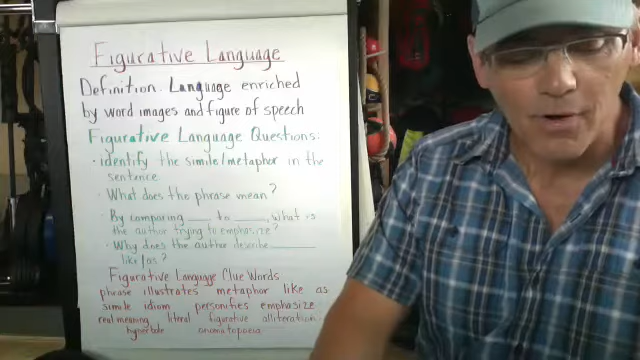 Figurative Language
Definition. Language enriched
by word images and figure of speech
Figurative Language Questions:
· identify the simile/metaphor in the
sentence
· What does the phrase mean?
· By comparing ___ to ____, What is
the author trying to emphasize?
· Why does the author describe ______
like/as?
Figurative Language Clue Words
phrase illustrates metaphor like as
simile idiom personifies emphasize
real meaning literal figurative alliteration
onomatopoeia